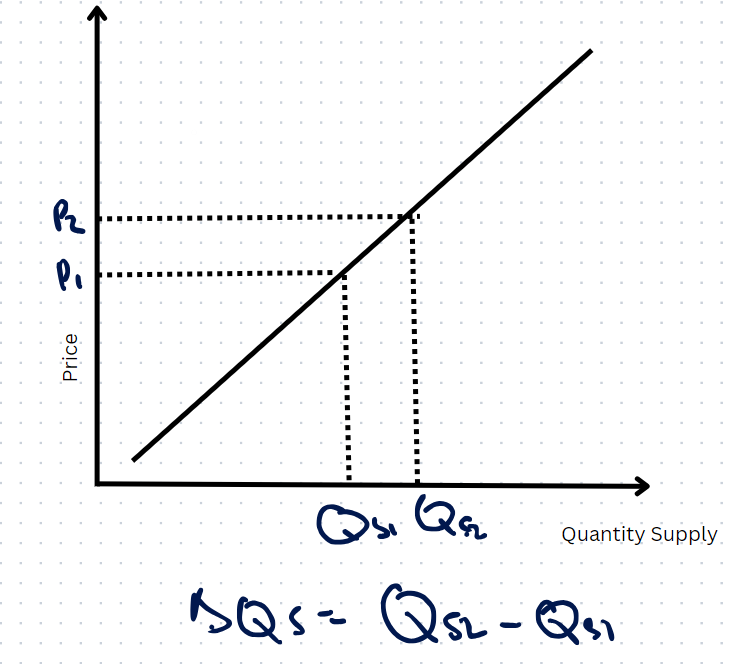 P2
P1
Price
Qs1 Qs2
Quantity Supply
ΔQs = Qs2 - Qs1